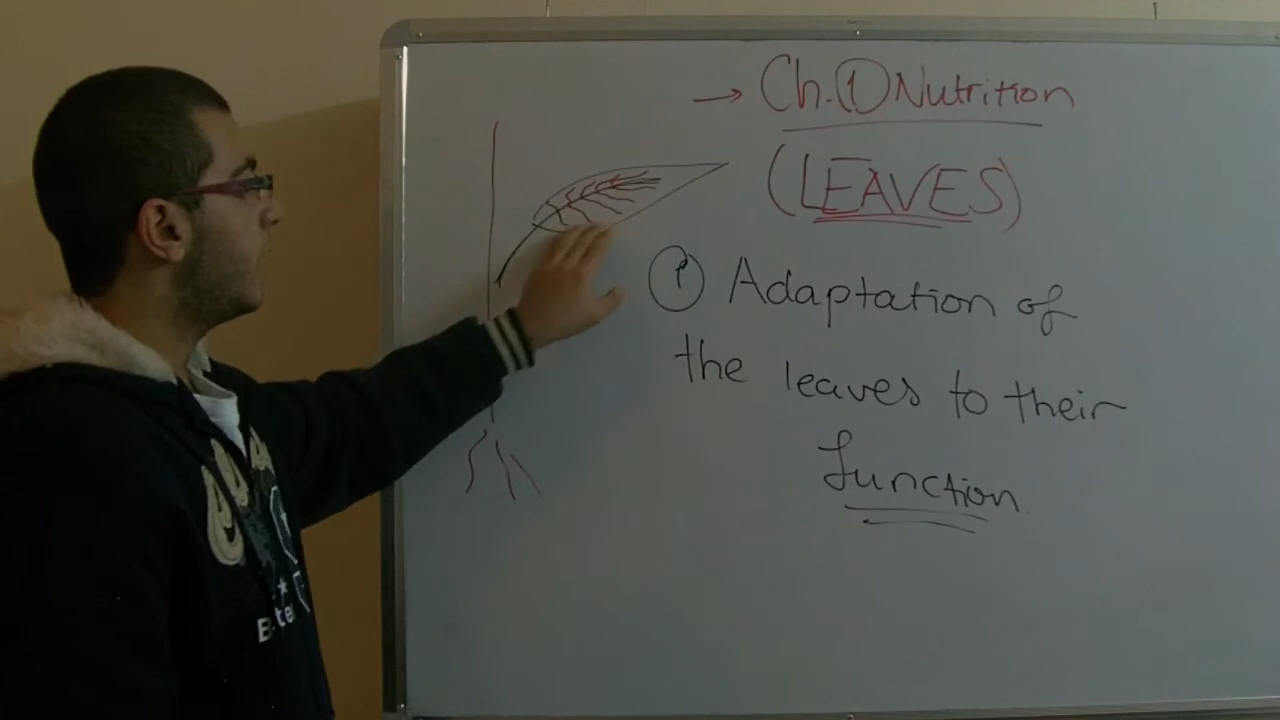 → Ch.① Nutrition
(LEAVES)
① Adaptation of
the leaves to their
function